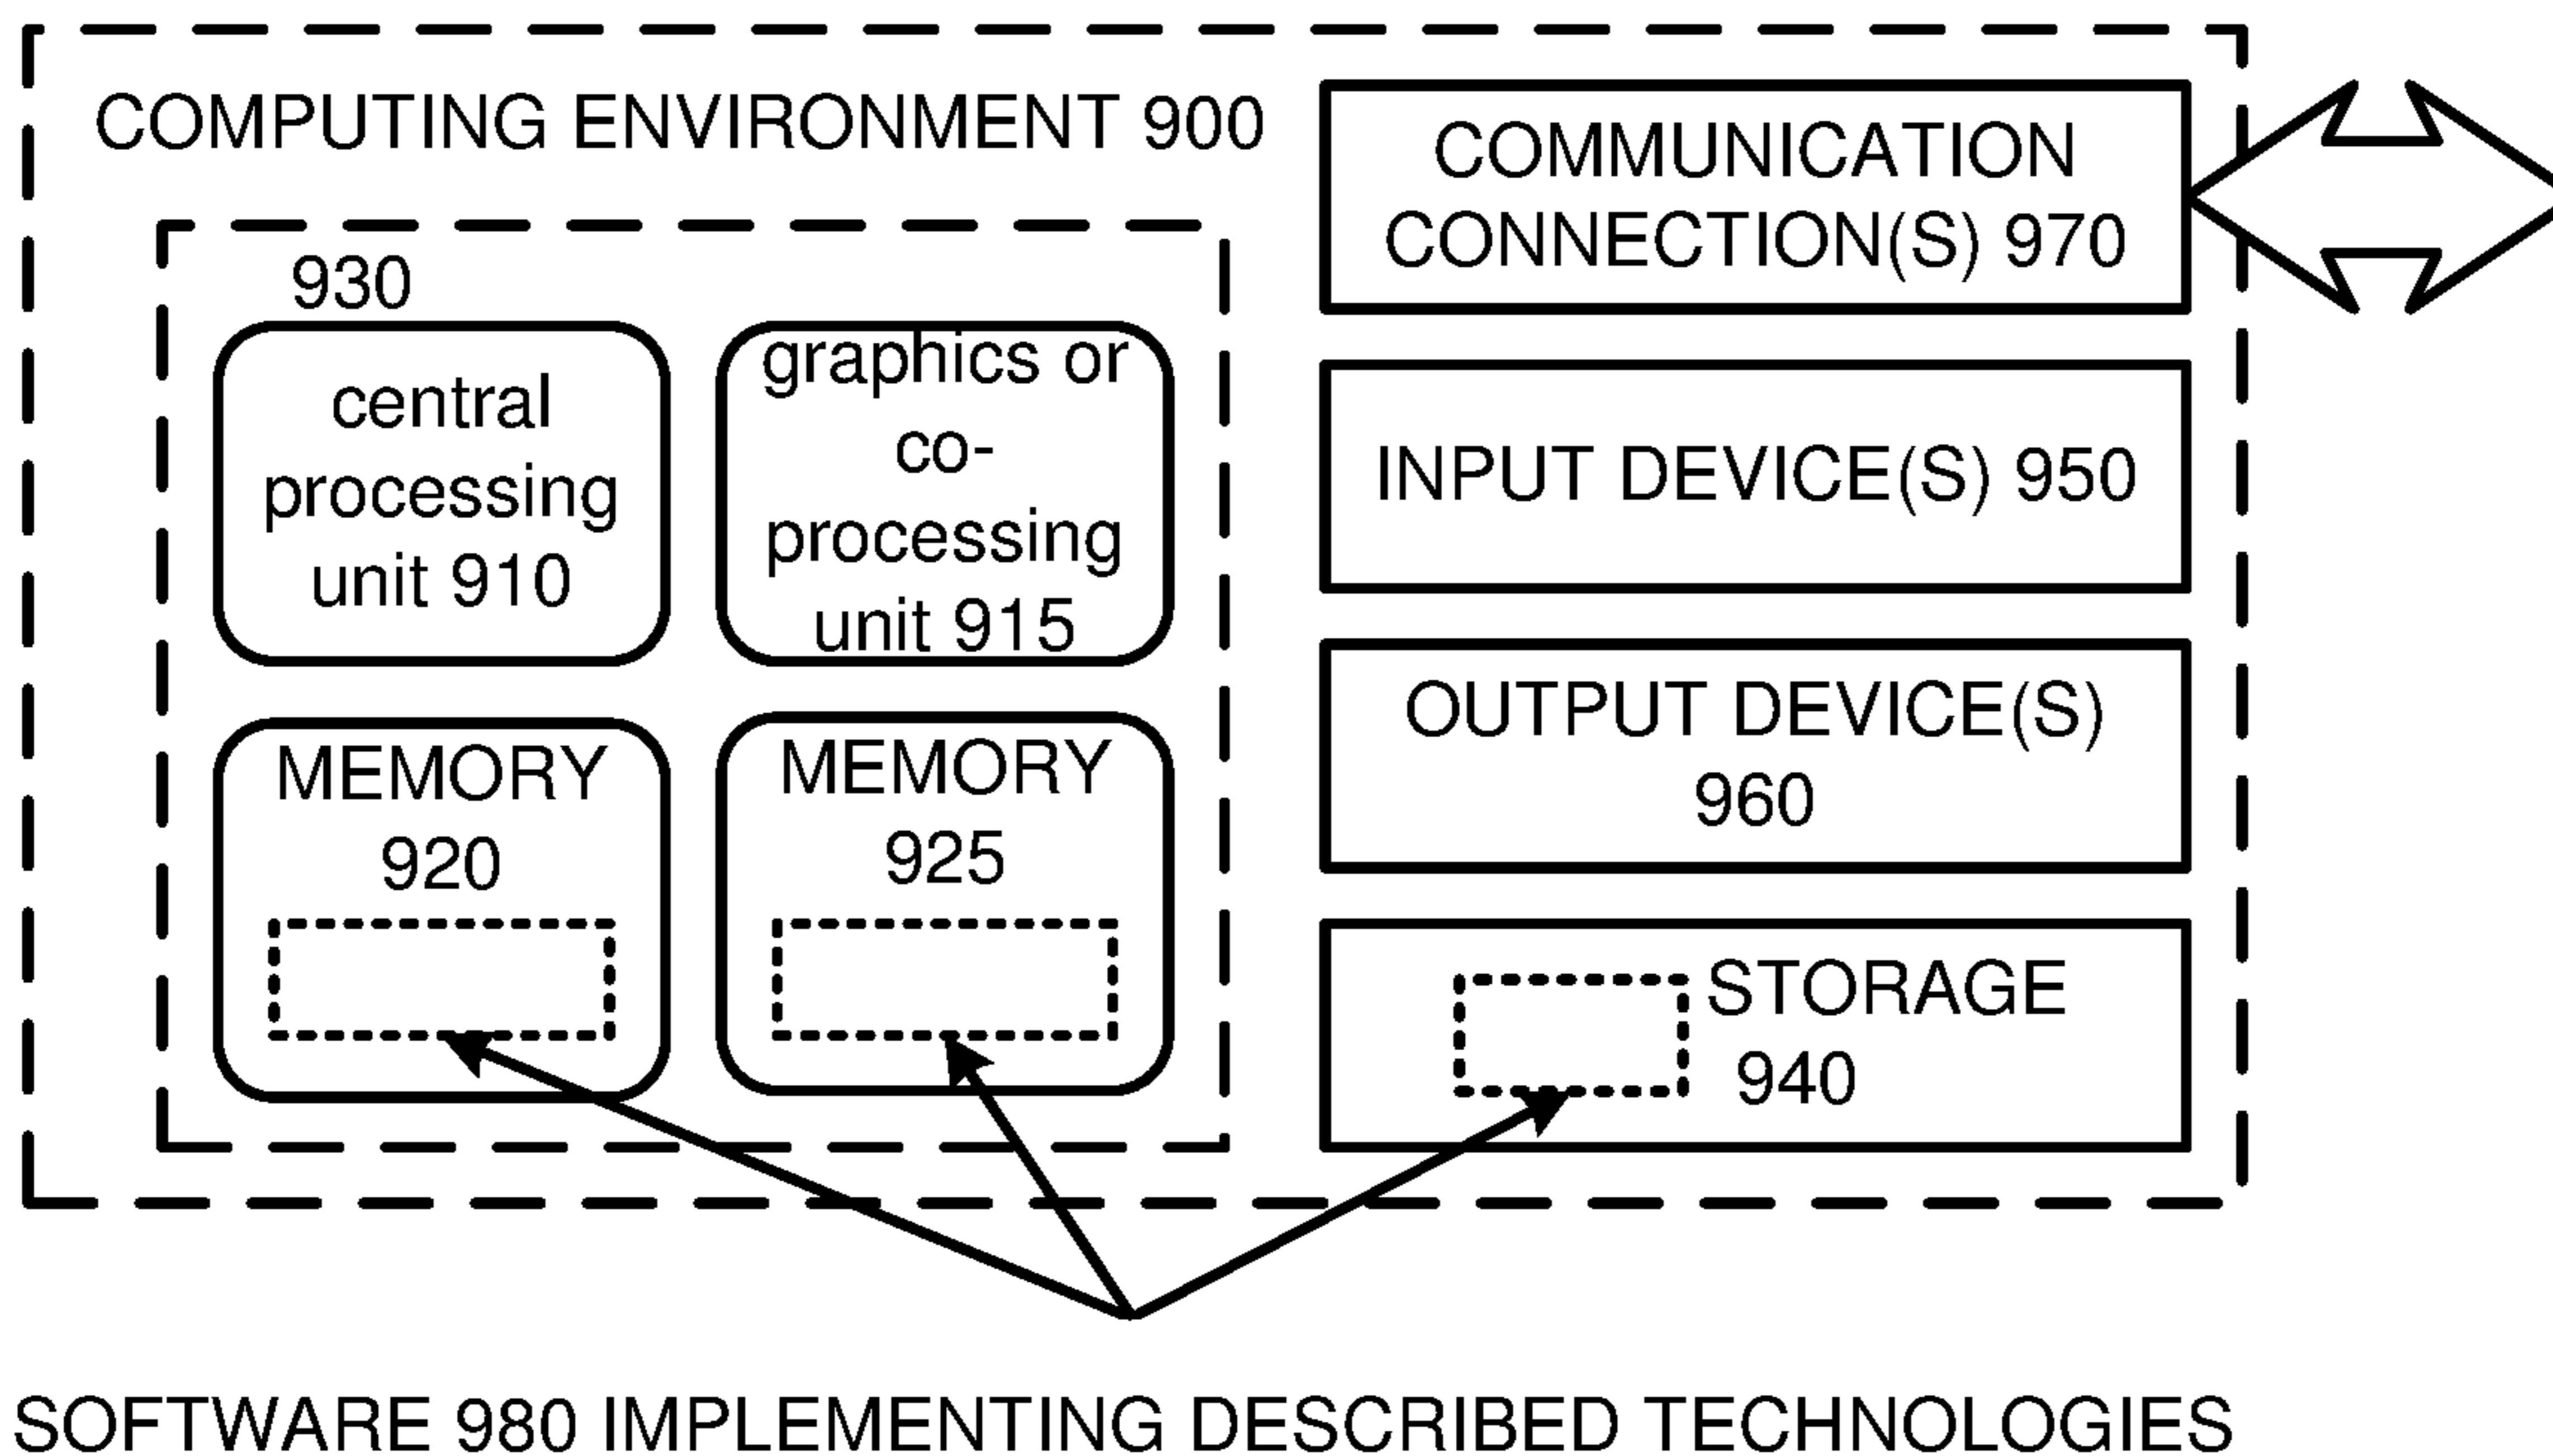 COMPUTING ENVIRONMENT 900
930
central
processing
unit 910
graphics or
co-
processing
unit 915
MEMORY
920
MEMORY
925
COMMUNICATION
CONNECTION(S) 970
INPUT DEVICE(S) 950
OUTPUT DEVICE(S)
960
STORAGE
940
SOFTWARE 980 IMPLEMENTING DESCRIBED TECHNOLOGIES